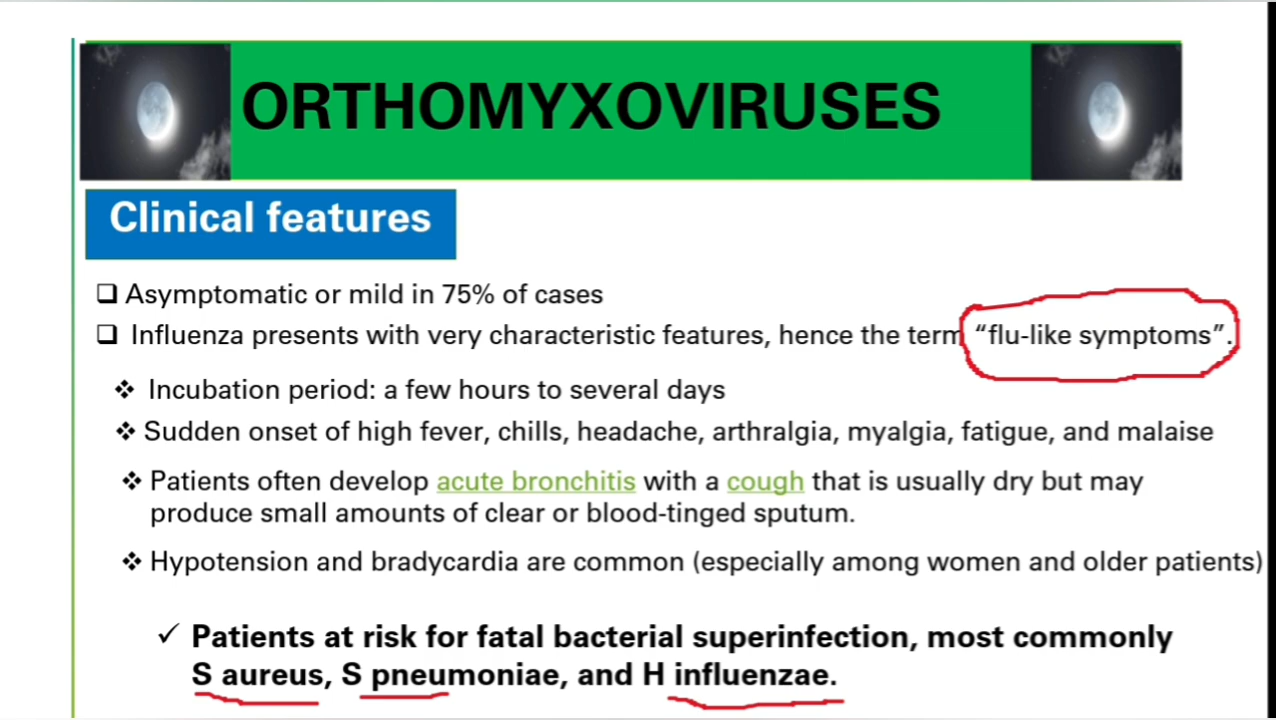 ORTHOMYXOVIRUSES
Clinical features
❑ Asymptomatic or mild in 75% of cases
❑ Influenza presents with very characteristic features, hence the term “flu-like symptoms”.
❖ Incubation period: a few hours to several days
❖ Sudden onset of high fever, chills, headache, arthralgia, myalgia, fatigue, and malaise
❖ Patients often develop acute bronchitis with a cough that is usually dry but may
produce small amounts of clear or blood-tinged sputum.
❖ Hypotension and bradycardia are common (especially among women and older patients)
✓ Patients at risk for fatal bacterial superinfection, most commonly
S aureus, S pneumoniae, and H influenzae.